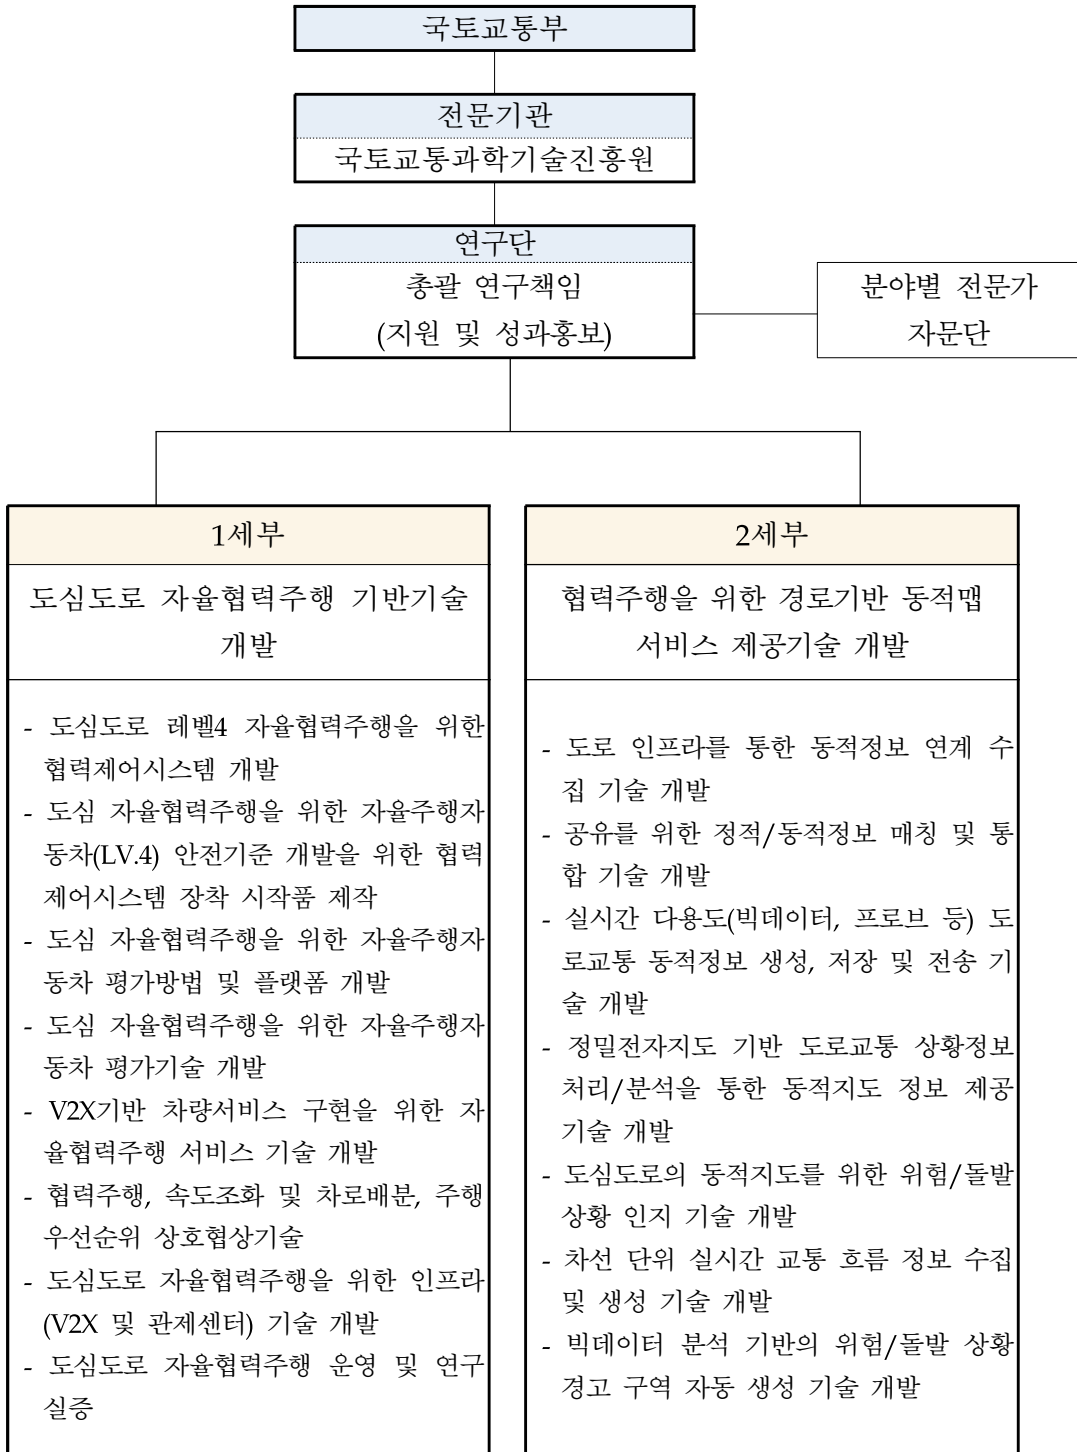 국토교통부
전문기관
국토교통과학기술진흥원
연구단
총괄 연구책임
(지원 및 성과홍보)
분야별 전문가
자문단
1세부
도심도로 자율협력주행 기반기술
개발
- 도심도로 레벨4 자율협력주행을 위한
협력제어시스템 개발
- 도심 자율협력주행을 위한 자율주행자
동차(LV.4) 안전기준 개발을 위한 협력
제어시스템 장착 시작품 제작
- 도심 자율협력주행을 위한 자율주행자
동차 평가방법 및 플랫폼 개발
- 도심 자율협력주행을 위한 자율주행자
동차 평가기술 개발
- V2X기반 차량서비스 구현을 위한 자
율협력주행 서비스 기술 개발
- 협력주행, 속도조화 및 차로배분, 주행
우선순위 상호협상기술
- 도심도로 자율협력주행을 위한 인프라
(V2X 및 관제센터) 기술 개발
- 도심도로 자율협력주행 운영 및 연구
실증
2세부
협력주행을 위한 경로기반 동적맵
서비스 제공기술 개발
- 도로 인프라를 통한 동적정보 연계 수
집 기술 개발
- 공유를 위한 정적/동적정보 매칭 및 통
합 기술 개발
- 실시간 다용도(빅데이터, 프로브 등) 도
로교통 동적정보 생성, 저장 및 전송 기
술 개발
- 정밀전자지도 기반 도로교통 상황정보
처리/분석을 통한 동적지도 정보 제공
기술 개발
- 도심도로의 동적지도를 위한 위험/돌발
상황 인지 기술 개발
- 차선 단위 실시간 교통 흐름 정보 수집
및 생성 기술 개발
- 빅데이터 분석 기반의 위험/돌발 상황
경고 구역 자동 생성 기술 개발